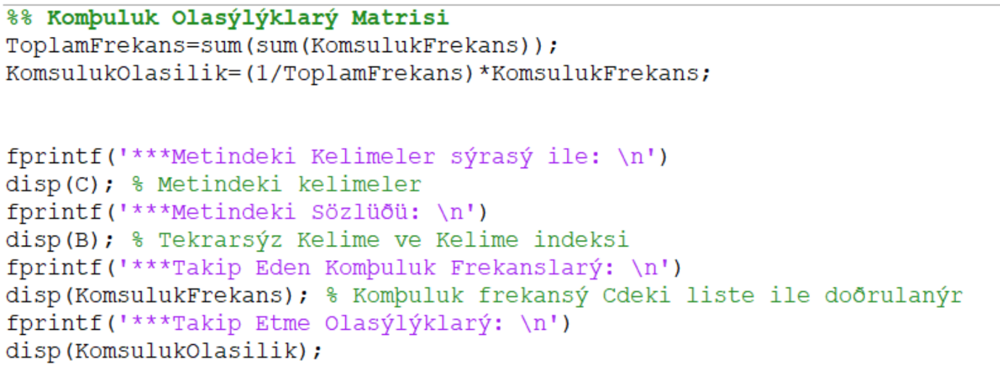 %% Komþuluk Olasýlýklarý Matrisi
ToplamFrekans=sum(sum(KomsulukFrekans));
KomsulukOlasilik=(1/ToplamFrekans)*KomsulukFrekans;
fprintf('***Metindeki Kelimeler sýrasý ile: \n')
disp(C); % Metindeki kelimeler
fprintf('***Metindeki Sözlüðü: \n')
disp(B); % Tekrarsýz Kelime ve Kelime indeksi
fprintf('***Takip Eden Komþuluk Frekanslarý: \n')
disp(KomsulukFrekans); % Komþuluk frekansý Cdeki liste ile doðrulanýr
fprintf('***Takip Etme Olasýlýklarý: \n')
disp(KomsulukOlasilik);